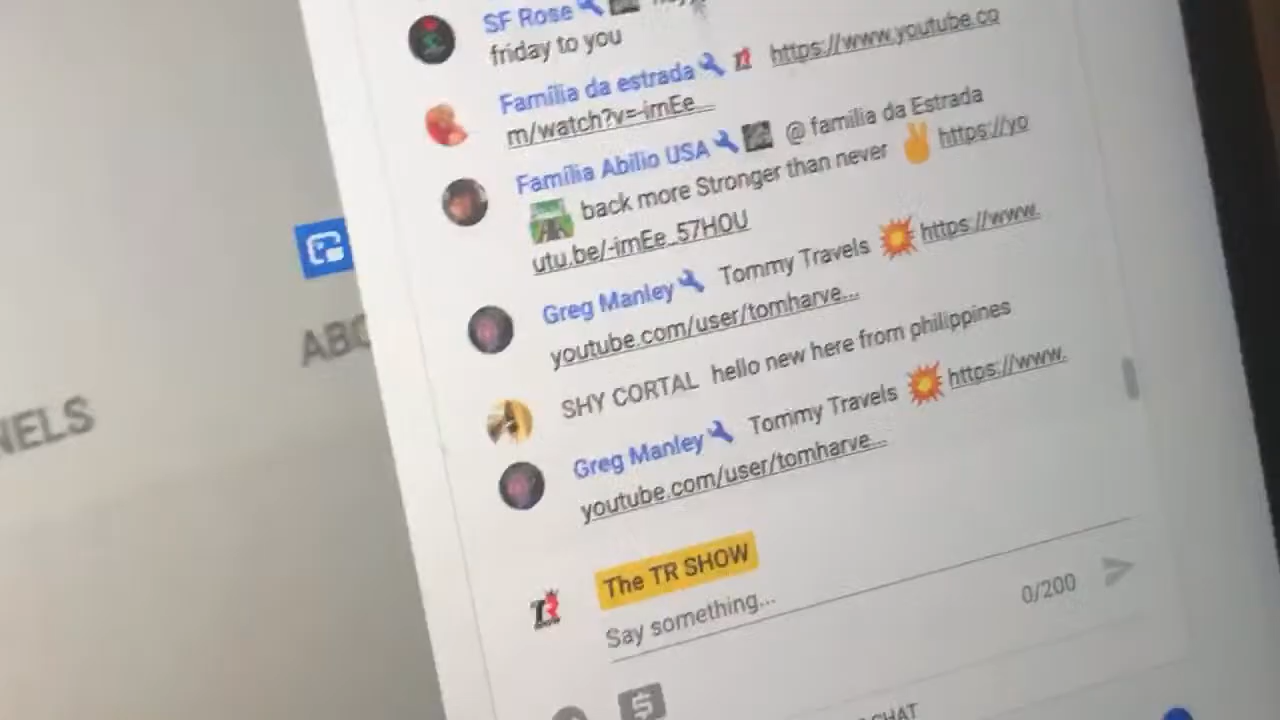 SF Rose
friday to you
Família da estrada https://www.youtube.co
m/watch?v=-imEe...
Família Abilio USA @ familia da Estrada
back more Stronger than never https://yo
utu.be/-imEe_57HOU
Greg Manley Tommy Travels https://www.
youtube.com/user/tomharve...
SHY CORTAL hello new here from philippines
Greg Manley Tommy Travels https://www.
youtube.com/user/tomharve...
The TR SHOW
Say something...
0/200
CHAT
ABO
NELS